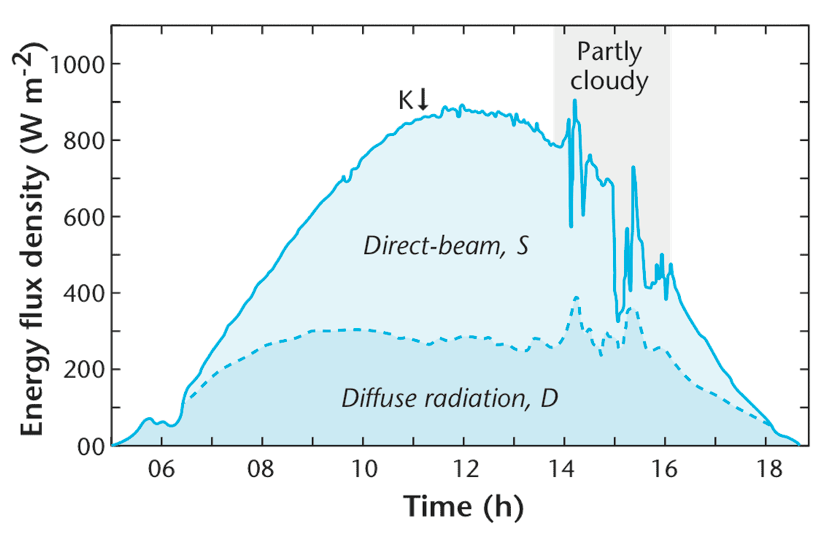 Energy flux density (W m-2)
1000
800
600
400
200
00
Partly
cloudy
K↓
Direct-beam, S
Diffuse radiation, D
06 08 10 12 14 16 18
Time (h)